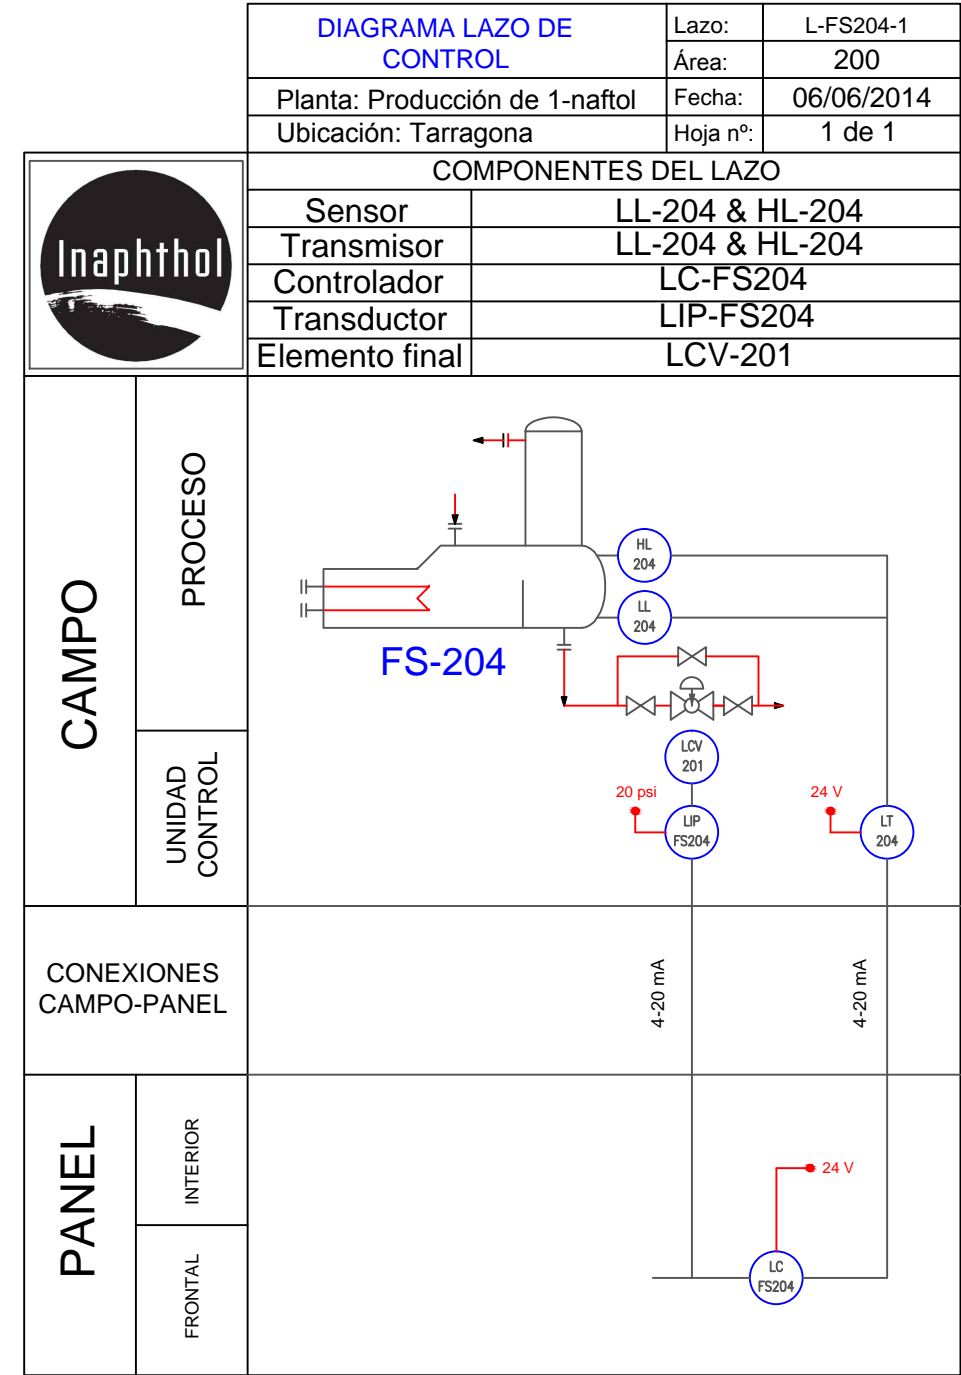 DIAGRAMA LAZO DE
CONTROL
Lazo: L-FS204-1
Área: 200
Planta: Producción de 1-naftol
Fecha: 06/06/2014
Ubicación: Tarragona
Hoja nº: 1 de 1
Inaphthol
COMPONENTES DEL LAZO
Sensor LL-204 & HL-204
Transmisor LL-204 & HL-204
Controlador LC-FS204
Transductor LIP-FS204
Elemento final LCV-201
CAMPO
PROCESO
HL
204
LL
204
FS-204
UNIDAD
CONTROL
LCV
201
20 psi
24 V
LIP
FS204
LT
204
CONEXIONES
CAMPO-PANEL
4-20 mA
4-20 mA
PANEL
INTERIOR
24 V
FRONTAL
LC
FS204